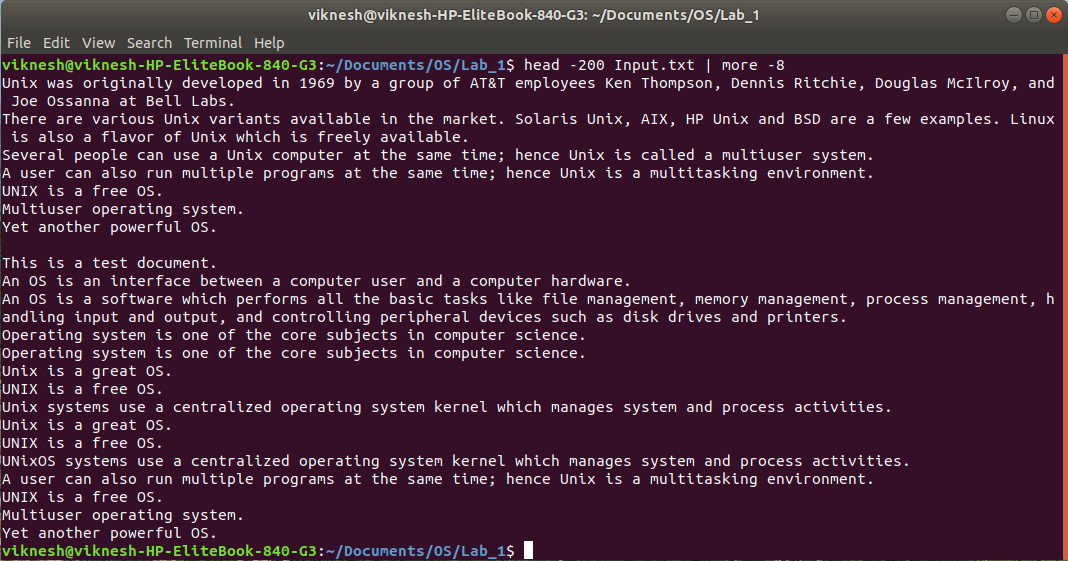 viknesh@viknesh-HP-EliteBook-840-G3: ~/Documents/OS/Lab_1
File Edit View Search Terminal Help
viknesh@viknesh-HP-EliteBook-840-G3:~/Documents/OS/Lab_1$ head -200 Input.txt | more -8
Unix was originally developed in 1969 by a group of AT&T employees Ken Thompson, Dennis Ritchie, Douglas McIlroy, and
 Joe Ossanna at Bell Labs.
There are various Unix variants available in the market. Solaris Unix, AIX, HP Unix and BSD are a few examples. Linux
 is also a flavor of Unix which is freely available.
Several people can use a Unix computer at the same time; hence Unix is called a multiuser system.
A user can also run multiple programs at the same time; hence Unix is a multitasking environment.
UNIX is a free OS.
Multiuser operating system.
Yet another powerful OS.

This is a test document.
An OS is an interface between a computer user and a computer hardware.
An OS is a software which performs all the basic tasks like file management, memory management, process management, h
andling input and output, and controlling peripheral devices such as disk drives and printers.
Operating system is one of the core subjects in computer science.
Operating system is one of the core subjects in computer science.
Unix is a great OS.
UNIX is a free OS.
Unix systems use a centralized operating system kernel which manages system and process activities.
Unix is a great OS.
UNIX is a free OS.
UNixOS systems use a centralized operating system kernel which manages system and process activities.
A user can also run multiple programs at the same time; hence Unix is a multitasking environment.
UNIX is a free OS.
Multiuser operating system.
Yet another powerful OS.
viknesh@viknesh-HP-EliteBook-840-G3:~/Documents/OS/Lab_1$